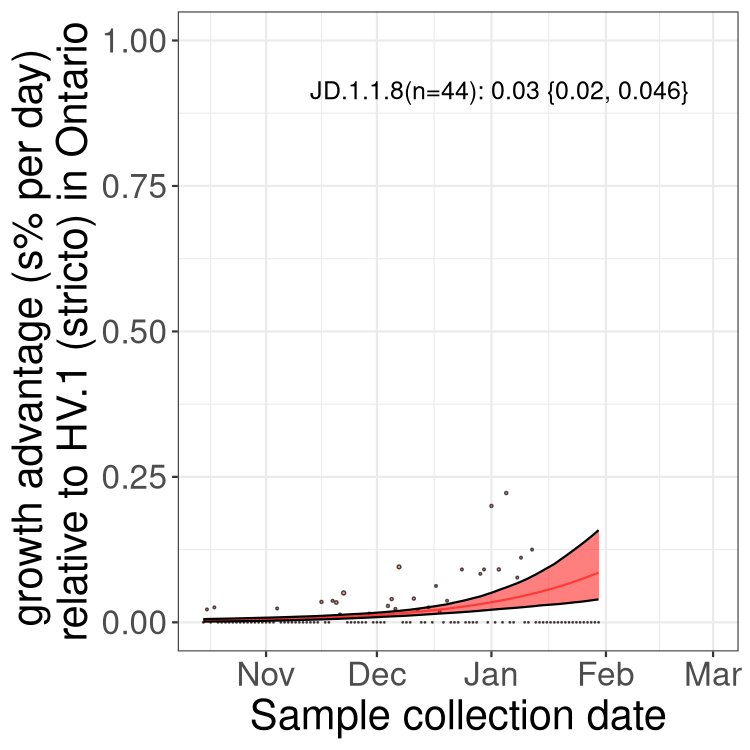 growth advantage (s% per day)
relative to HV.1 (stricto) in Ontario
1.00
0.75
0.50
0.25
0.00
JD.1.1.8(n=44): 0.03 {0.02, 0.046}
Nov Dec Jan Feb Mar
Sample collection date